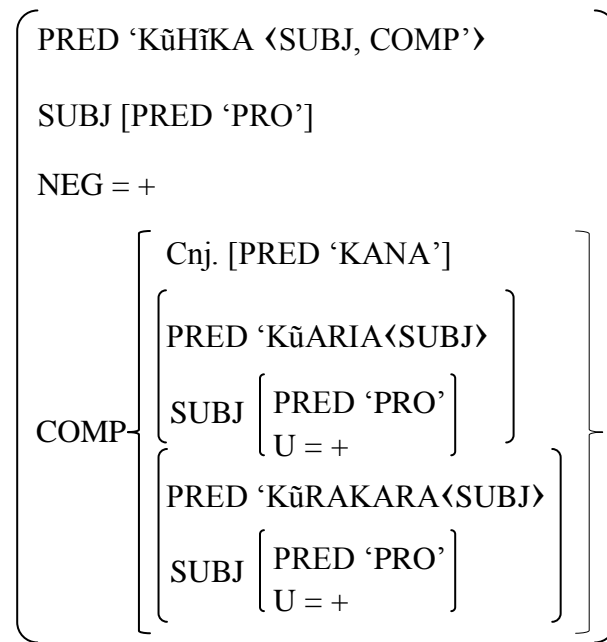 PRED ‘KũHĩKA ‹SUBJ, COMP’›
SUBJ [PRED ‘PRO’]
NEG = +
Cnj. [PRED ‘KANA’]
PRED ‘KũARIA‹SUBJ›
COMP
SUBJ
PRED ‘PRO’
U = +
PRED ‘KũRAKARA‹SUBJ›
SUBJ
PRED ‘PRO’
U = +